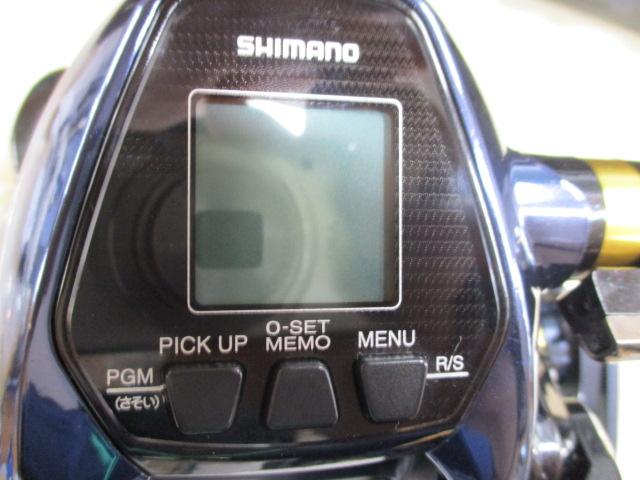 SHIMANO
PICK UP
0-SET
MEMO
MENU
PGM
(さそい)
R/S